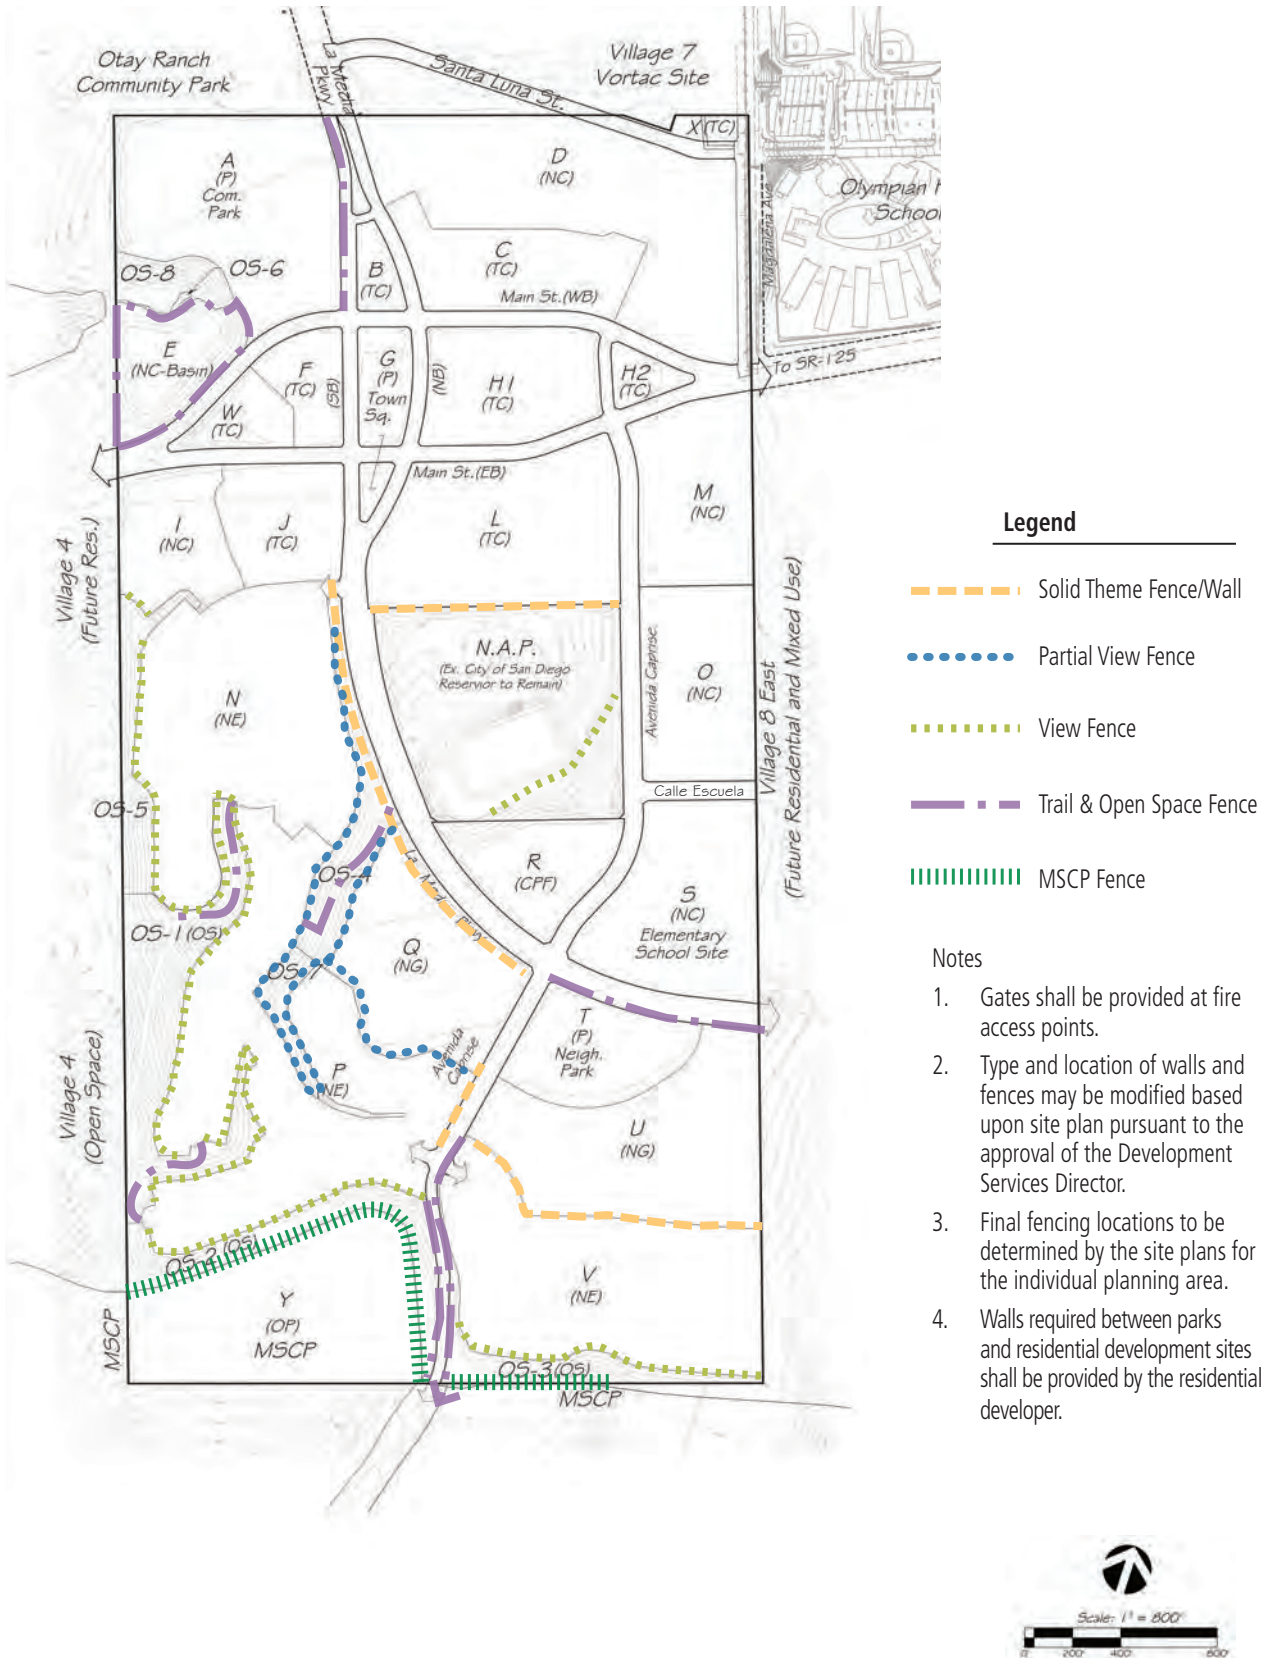 Otay Ranch
Community Park
La Media
Pkwy
Santa Luna St.
Village 7
Vortac Site
X (TC)
A
(P)
Com.
Park
D
(NC)
Magdalena Ave
Olympian H
School
OS-8
OS-6
B
(TC)
C
(TC)
Main St.(WB)
E
(NC-Basin)
F
(TC)
(SB)
G
(P)
Town
Sq.
(NB)
H1
(TC)
H2
(TC)
To SR-125
W
(TC)
Main St.(EB)
I
(NC)
J
(TC)
L
(TC)
M
(NC)
Village 4
(Future Res.)
N.A.P.
(Ex. City of San Diego
Reservior to Remain)
Avenida Caprise
O
(NC)
Village 8 East
(Future Residential and Mixed Use)
N
(NE)
Calle Escuela
OS-5
OS-4
La Media Pkwy
R
(CPF)
S
(NC)
Elementary
School Site
OS-1 (OS)
Q
(NG)
OS-7
T
(P)
Neigh.
Park
Avenida
Caprise
P
(NE)
Village 4
(Open Space)
U
(NG)
OS-2 (OS)
V
(NE)
Y
(OP)
MSCP
MSCP
OS-3(OS)
MSCP
Legend
Solid Theme Fence/Wall
Partial View Fence
View Fence
Trail & Open Space Fence
MSCP Fence
Notes
1. Gates shall be provided at fire
access points.
2. Type and location of walls and
fences may be modified based
upon site plan pursuant to the
approval of the Development
Services Director.
3. Final fencing locations to be
determined by the site plans for
the individual planning area.
4. Walls required between parks
and residential development sites
shall be provided by the residential
developer.
Scale: 1" = 800'
0' 200' 400' 800'